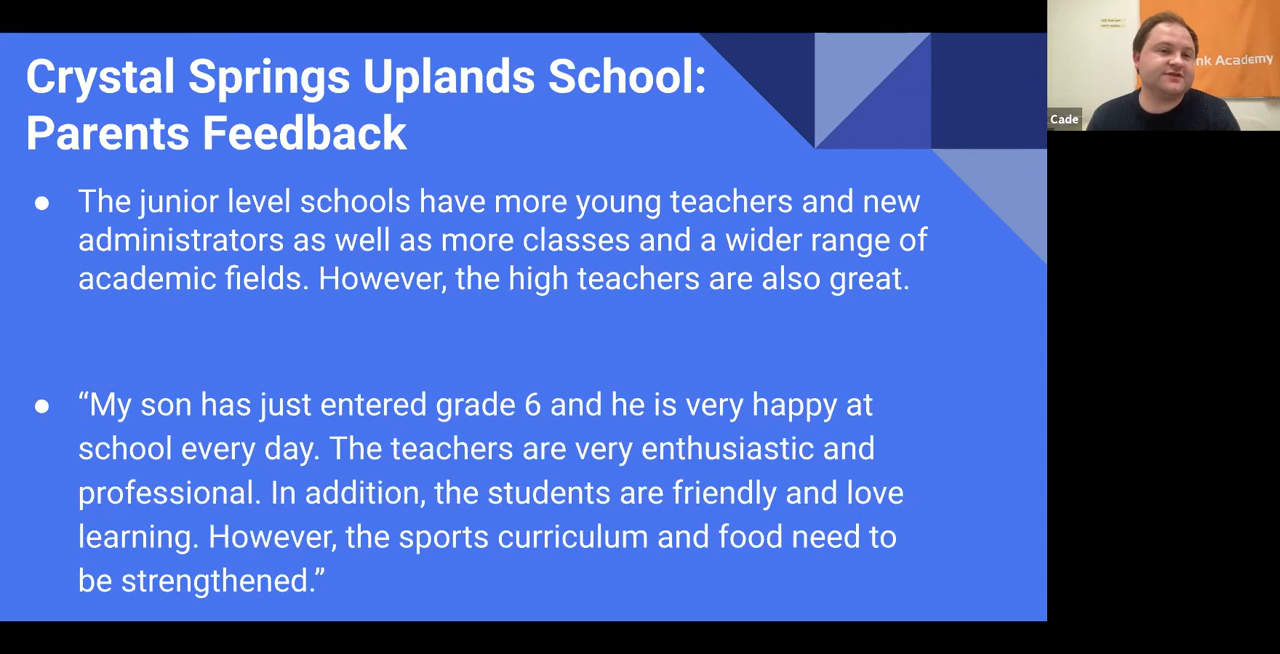 Crystal Springs Uplands School:
Parents Feedback
● The junior level schools have more young teachers and new
administrators as well as more classes and a wider range of
academic fields. However, the high teachers are also great.
● “My son has just entered grade 6 and he is very happy at
school every day. The teachers are very enthusiastic and
professional. In addition, the students are friendly and love
learning. However, the sports curriculum and food need to
be strengthened.”
nk Academy
Cade